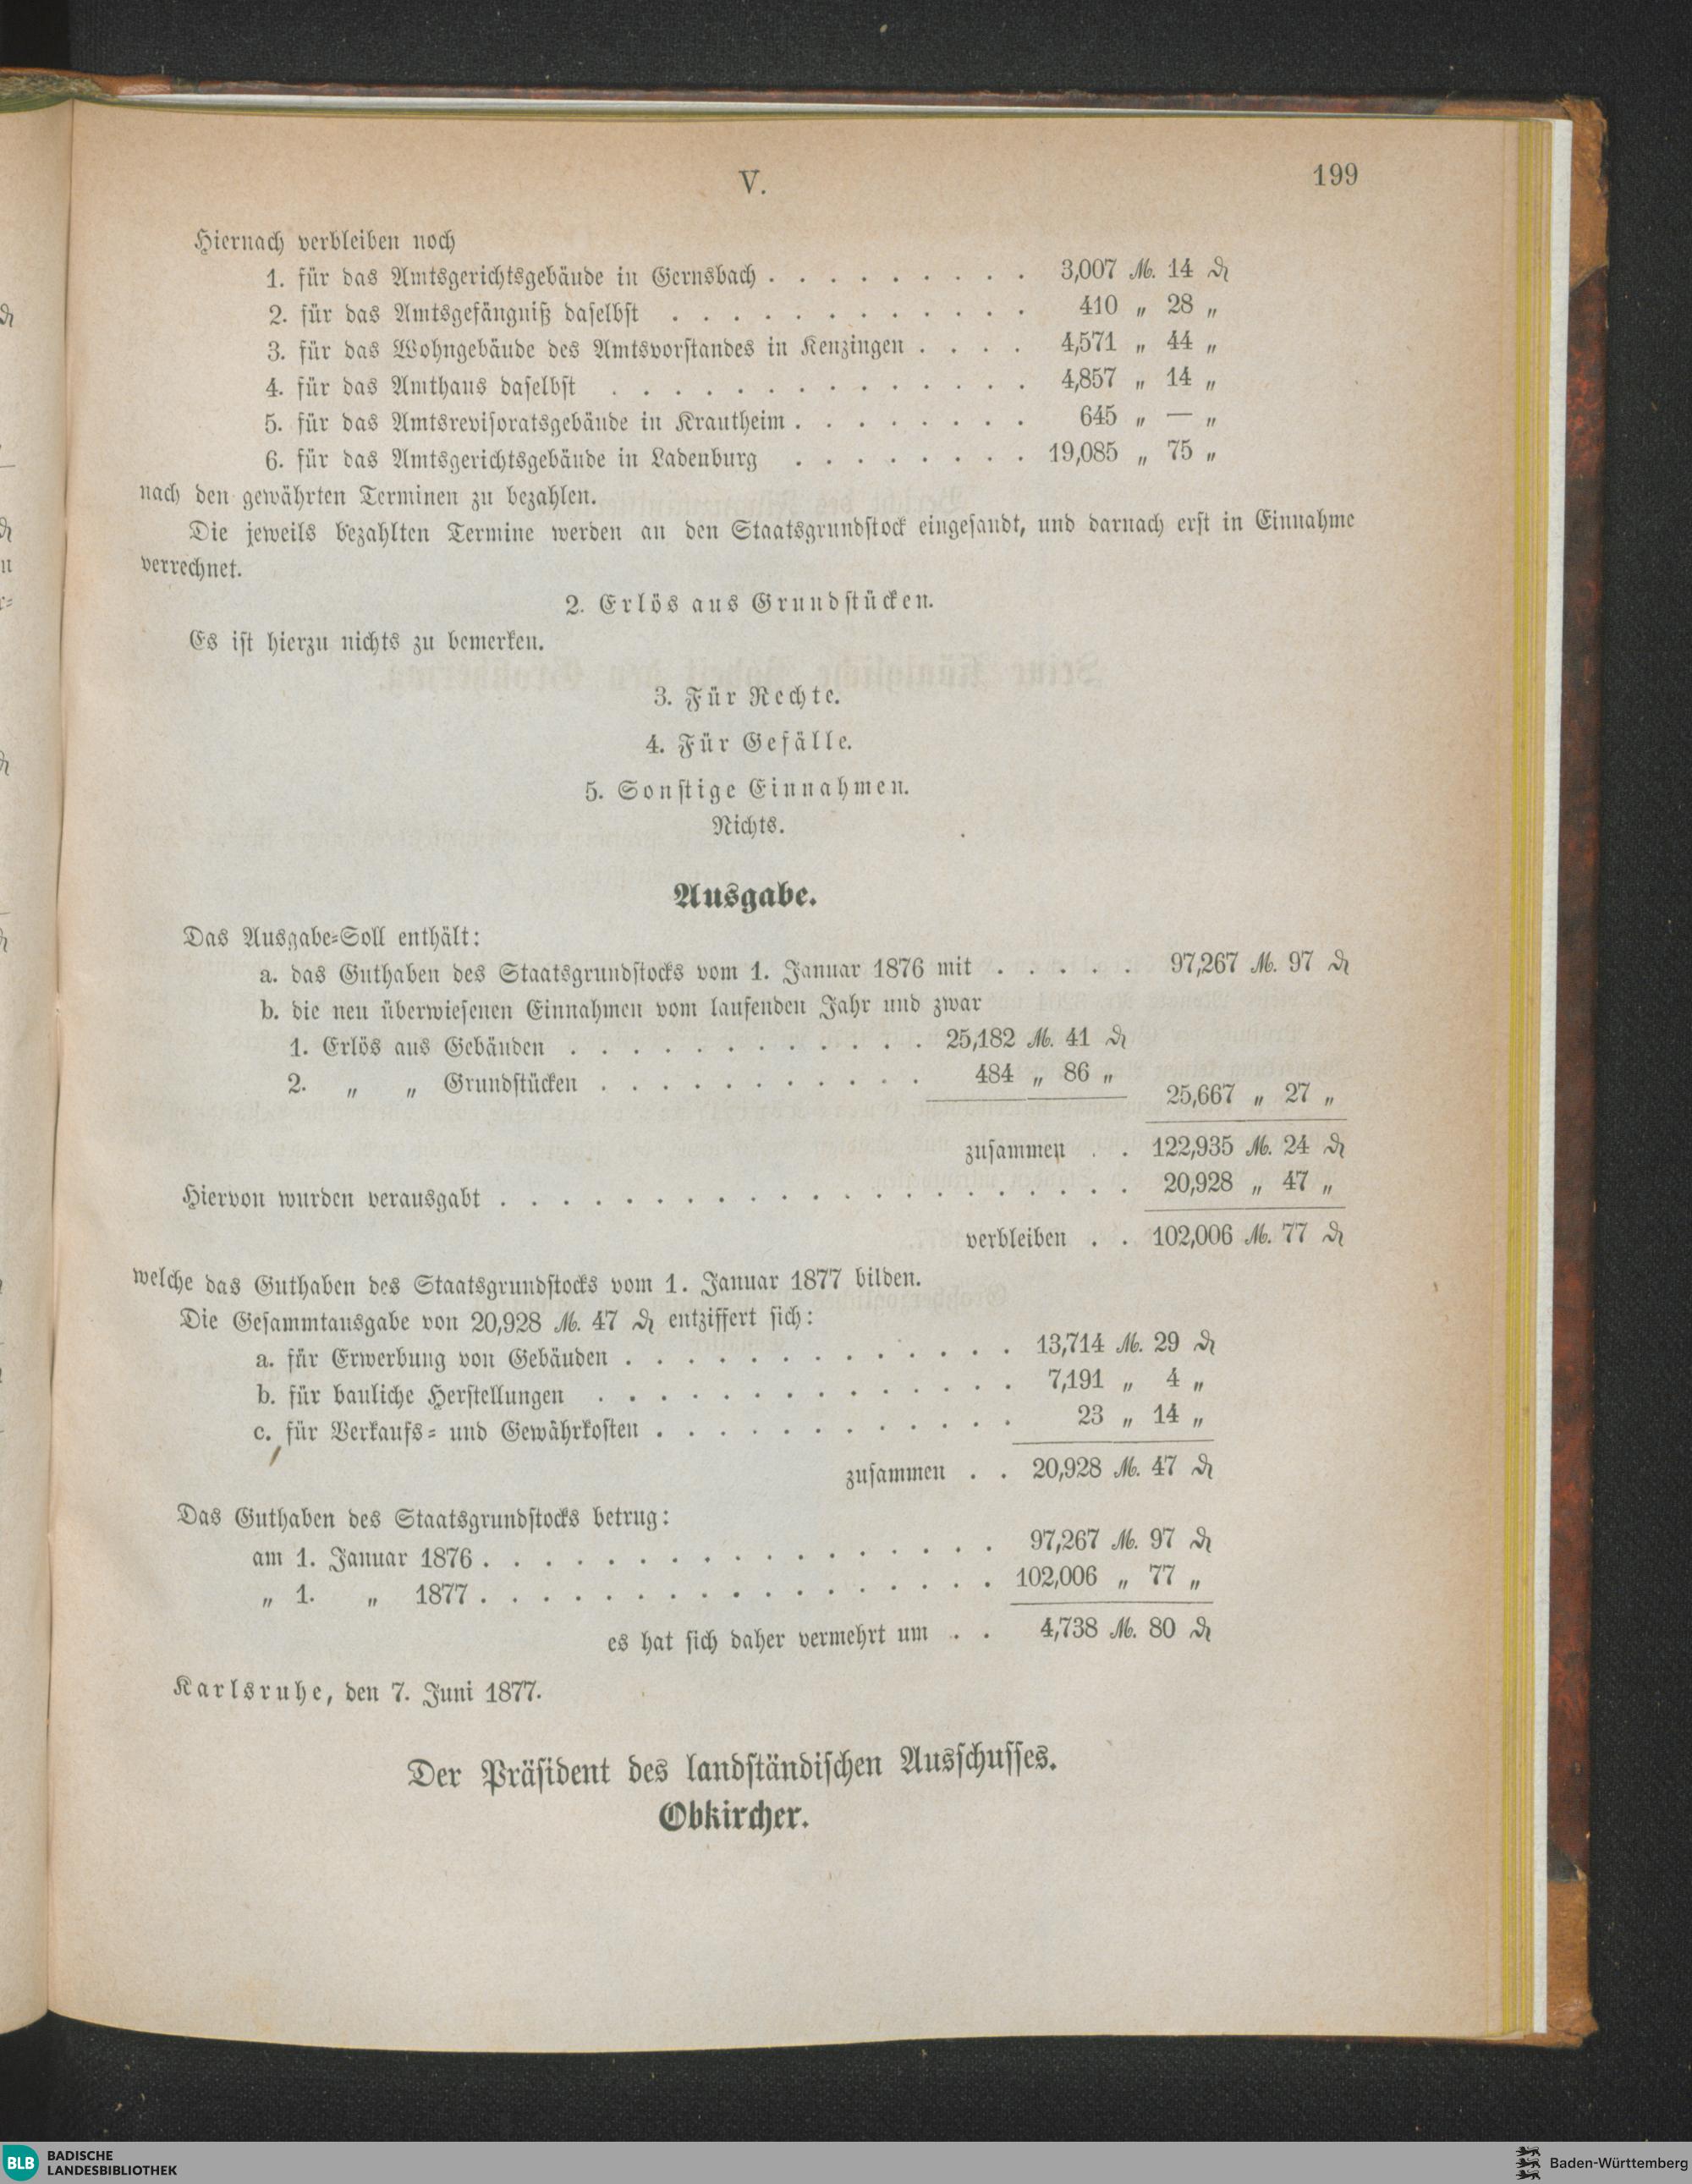 V.
199
Hiernach verbleiben noch
1. für das Amtsgerichtsgebäude in Gernsbach . . . . . . . . . 3,007 ℳ. 14 ₰
2. für das Amtsgefängniß daselbst . . . . . . . . . . . . 410 „ 28 „
3. für das Wohngebäude des Amtsvorstandes in Kenzingen . . . . 4,571 „ 44 „
4. für das Amthaus daselbst . . . . . . . . . . . . . . 4,857 „ 14 „
5. für das Amtsrevisoratsgebäude in Krautheim . . . . . . . . 645 „ — „
6. für das Amtsgerichtsgebäude in Ladenburg . . . . . . . . 19,085 „ 75 „
nach den gewährten Terminen zu bezahlen.
Die jeweils bezahlten Termine werden an den Staatsgrundstock eingesandt, und darnach erst in Einnahme
verrechnet.
2. Erlös aus Grundstücken.
Es ist hierzu nichts zu bemerken.
3. Für Rechte.
4. Für Gefälle.
5. Sonstige Einnahmen.
Nichts.
Ausgabe.
Das Ausgabe-Soll enthält:
a. das Guthaben des Staatsgrundstocks vom 1. Januar 1876 mit . . . . . 97,267 ℳ. 97 ₰
b. die neu überwiesenen Einnahmen vom laufenden Jahr und zwar
1. Erlös aus Gebäuden . . . . . . . . . . . . 25,182 ℳ. 41 ₰
2. „ „ Grundstücken . . . . . . . . . . . 484 „ 86 „
25,667 „ 27 „
zusammen . . 122,935 ℳ. 24 ₰
Hiervon wurden verausgabt . . . . . . . . . . . . . . . . . . . . . 20,928 „ 47 „
verbleiben . . 102,006 ℳ. 77 ₰
welche das Guthaben des Staatsgrundstocks vom 1. Januar 1877 bilden.
Die Gesammtausgabe von 20,928 ℳ. 47 ₰ entziffert sich:
a. für Erwerbung von Gebäuden . . . . . . . . . . . . . 13,714 ℳ. 29 ₰
b. für bauliche Herstellungen . . . . . . . . . . . . . . 7,191 „ 4 „
c. für Verkaufs- und Gewährkosten . . . . . . . . . . . . 23 „ 14 „
zusammen . . 20,928 ℳ. 47 ₰
Das Guthaben des Staatsgrundstocks betrug:
am 1. Januar 1876 . . . . . . . . . . . . . . . . . 97,267 ℳ. 97 ₰
„ 1. „ 1877 . . . . . . . . . . . . . . . . . 102,006 „ 77 „
es hat sich daher vermehrt um . . 4,738 ℳ. 80 ₰
Karlsruhe, den 7. Juni 1877.
Der Präsident des landständischen Ausschusses.
Obkircher.
BLB BADISCHE
LANDESBIBLIOTHEK
Baden-Württemberg